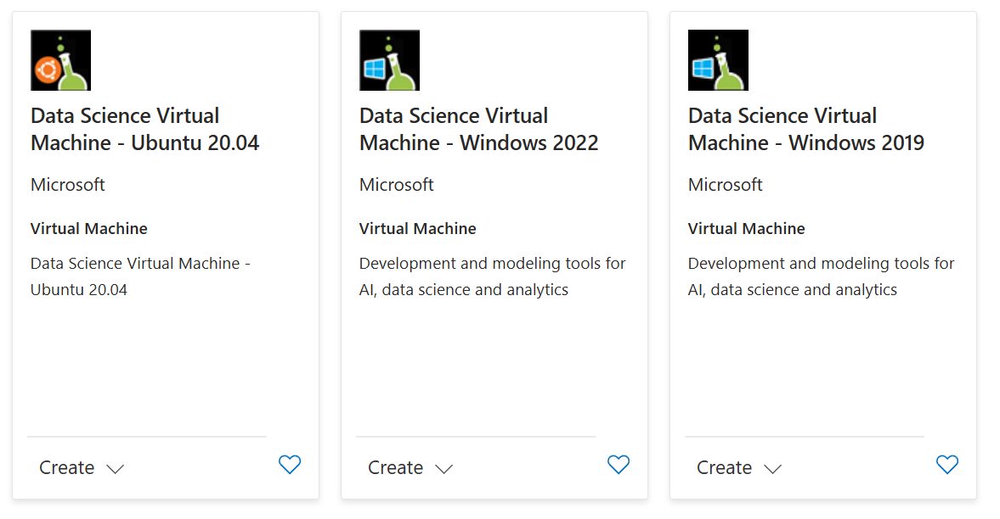 Data Science Virtual
Machine - Ubuntu 20.04
Microsoft
Virtual Machine
Data Science Virtual Machine -
Ubuntu 20.04
Create
Data Science Virtual
Machine - Windows 2022
Microsoft
Virtual Machine
Development and modeling tools for
AI, data science and analytics
Create
Data Science Virtual
Machine - Windows 2019
Microsoft
Virtual Machine
Development and modeling tools for
AI, data science and analytics
Create